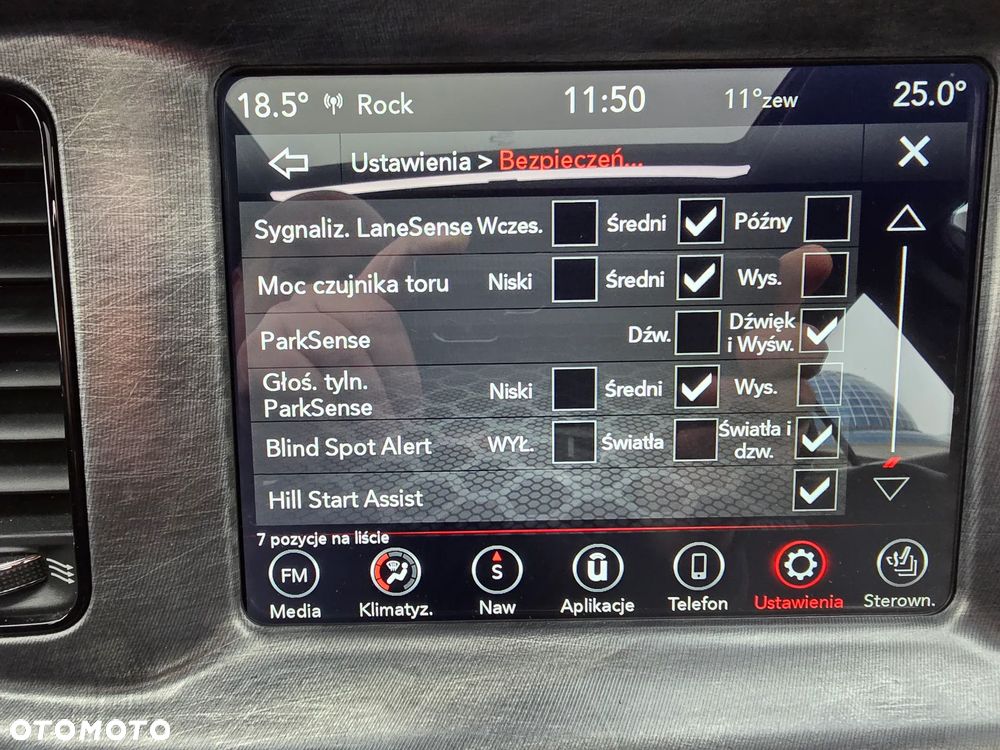 18.5° Rock 11:50 11°zew 25.0°
Ustawienia > Bezpieczeń...
Sygnaliz. LaneSense Wczes. Średni Późny
Moc czujnika toru Niski Średni Wys.
ParkSense Dźw. Dźwięk i Wyśw.
Głoś. tyln. ParkSense Niski Średni Wys.
Blind Spot Alert WYŁ. Światła Światła i dzw.
Hill Start Assist
7 pozycje na liście
FM S
Media Klimatyz. Naw Aplikacje Telefon Ustawienia Sterown.
OTOMOTO